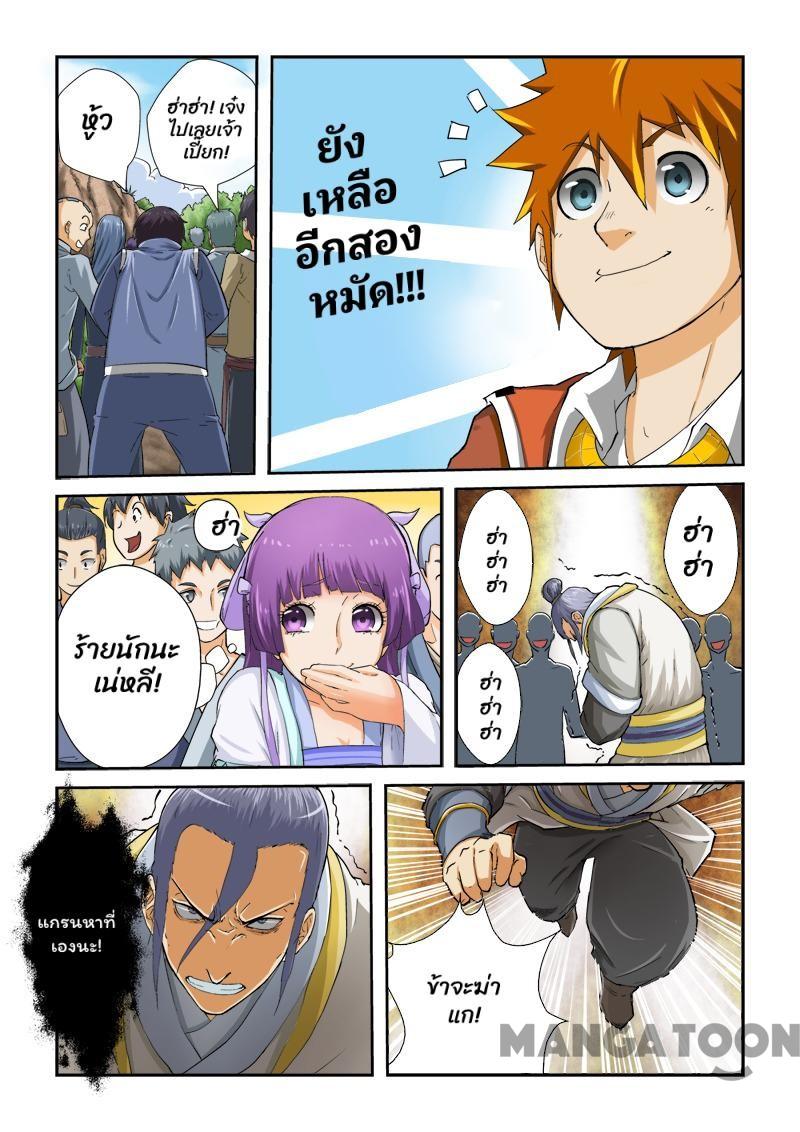 หู้ว
ฮ่าฮ่า! เจ๋ง
ไปเลยเจ้า
เปี๊ยก!
ยัง
เหลือ
อีกสอง
หมัด!!!
ฮ่า
ร้ายนักนะ
เน่หลี!
ฮ่า
ฮ่า
ฮ่า
ฮ่า
ฮ่า
ฮ่า
ฮ่า
ฮ่า
แกรนหาที่
เองนะ!
ข้าจะฆ่า
แก!
MANGA TOON